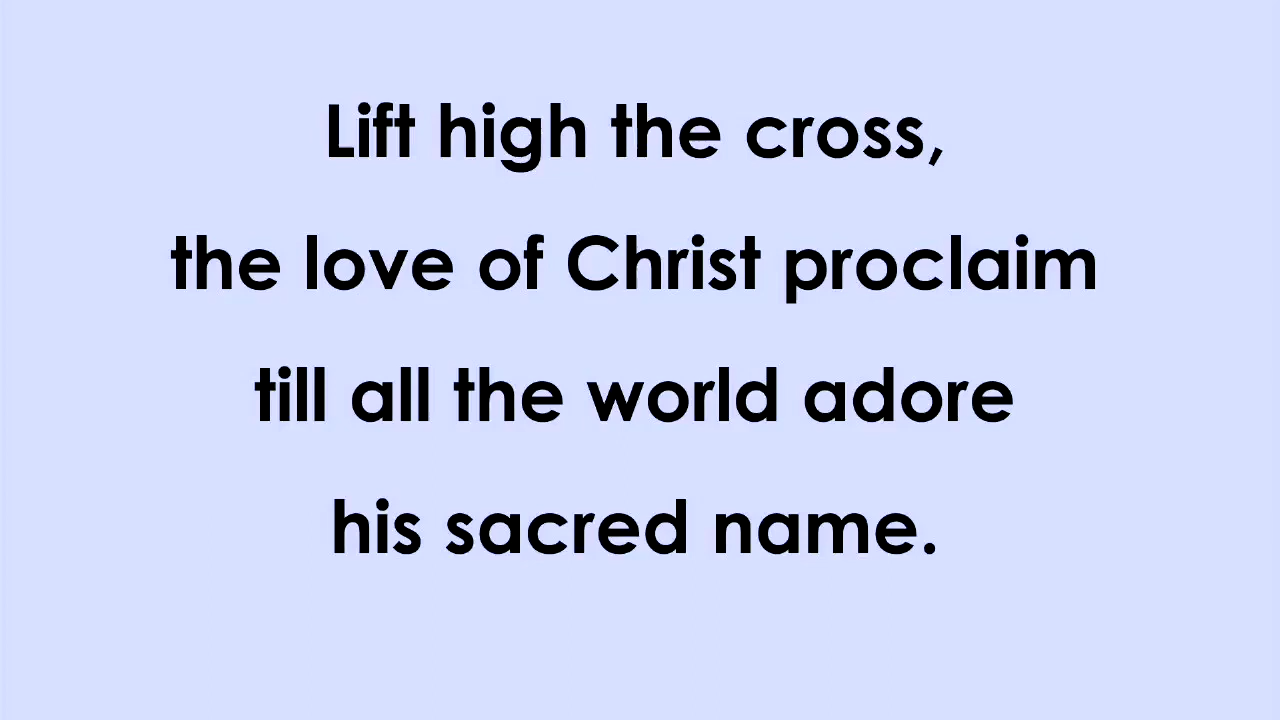 Lift high the cross,
the love of Christ proclaim
till all the world adore
his sacred name.